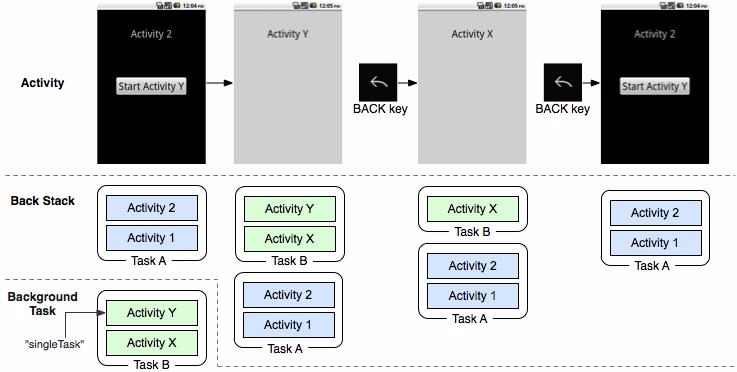 12:04 PM
12:05 PM
12:05 PM
12:04 PM
Activity 2
Activity Y
Activity X
Activity 2
Activity
Start Activity Y
Start Activity Y
BACK key
BACK key
Back Stack
Activity 2
Activity 1
Task A
Activity Y
Activity X
Task B
Activity 2
Activity 1
Task A
Activity X
Task B
Activity 2
Activity 1
Task A
Activity 2
Activity 1
Task A
Background
Task
"singleTask"
Activity Y
Activity X
Task B